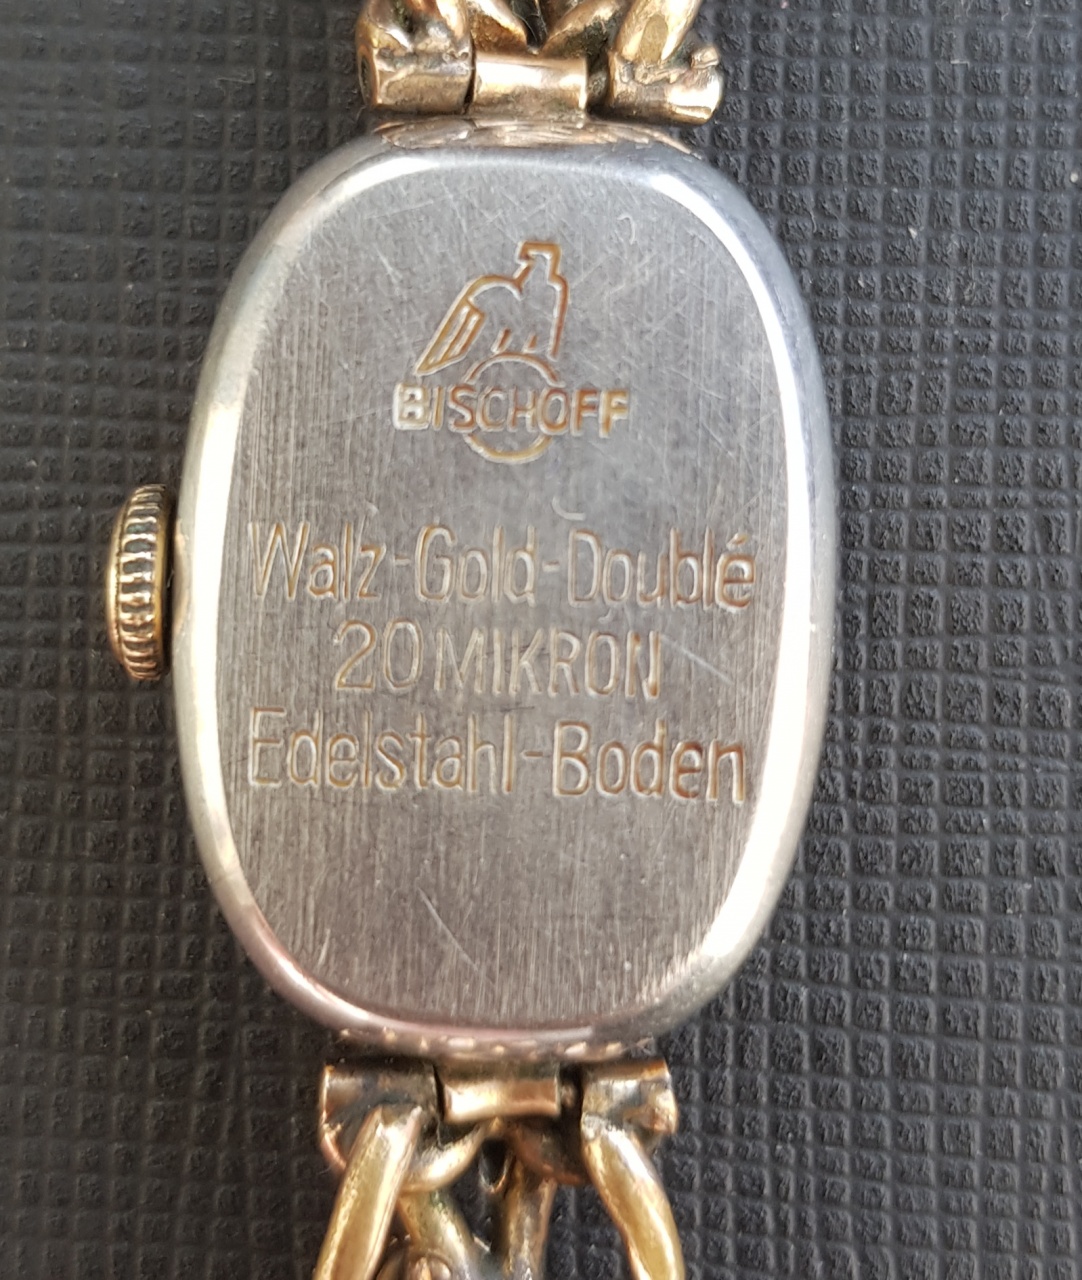 BISCHOFF
Walz-Gold-Doublé
20 MIKRON
Edelstahl-Boden